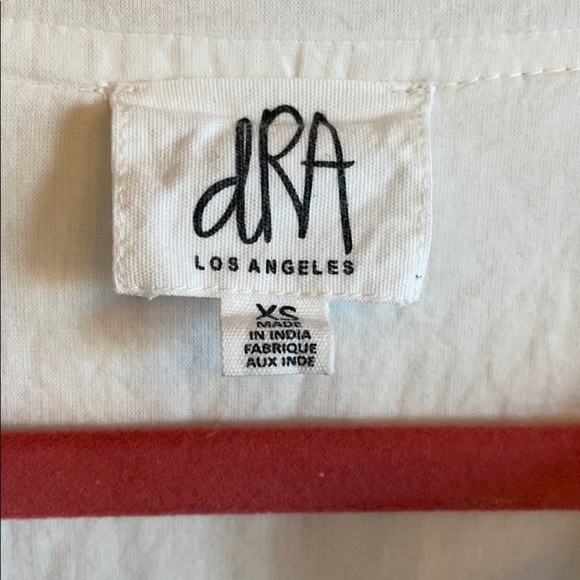 dRA
LOS ANGELES
XS
MADE
IN INDIA
FABRIQUE
AUX INDE